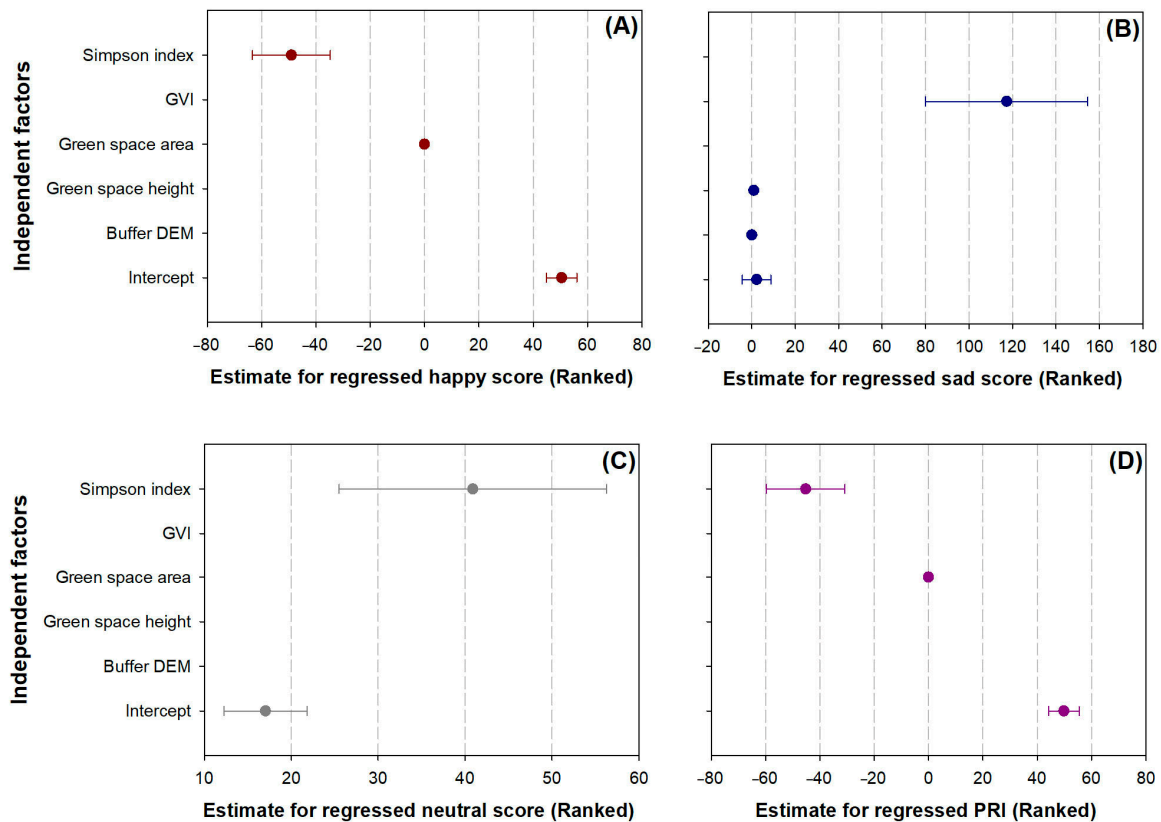 (A)
Independent factors
Simpson index
GVI
Green space area
Green space height
Buffer DEM
Intercept
−80 −60 −40 −20 0 20 40 60 80
Estimate for regressed happy score (Ranked)
(B)
−20 0 20 40 60 80 100 120 140 160 180
Estimate for regressed sad score (Ranked)
(C)
Independent factors
Simpson index
GVI
Green space area
Green space height
Buffer DEM
Intercept
10 20 30 40 50 60
Estimate for regressed neutral score (Ranked)
(D)
−80 −60 −40 −20 0 20 40 60 80
Estimate for regressed PRI (Ranked)